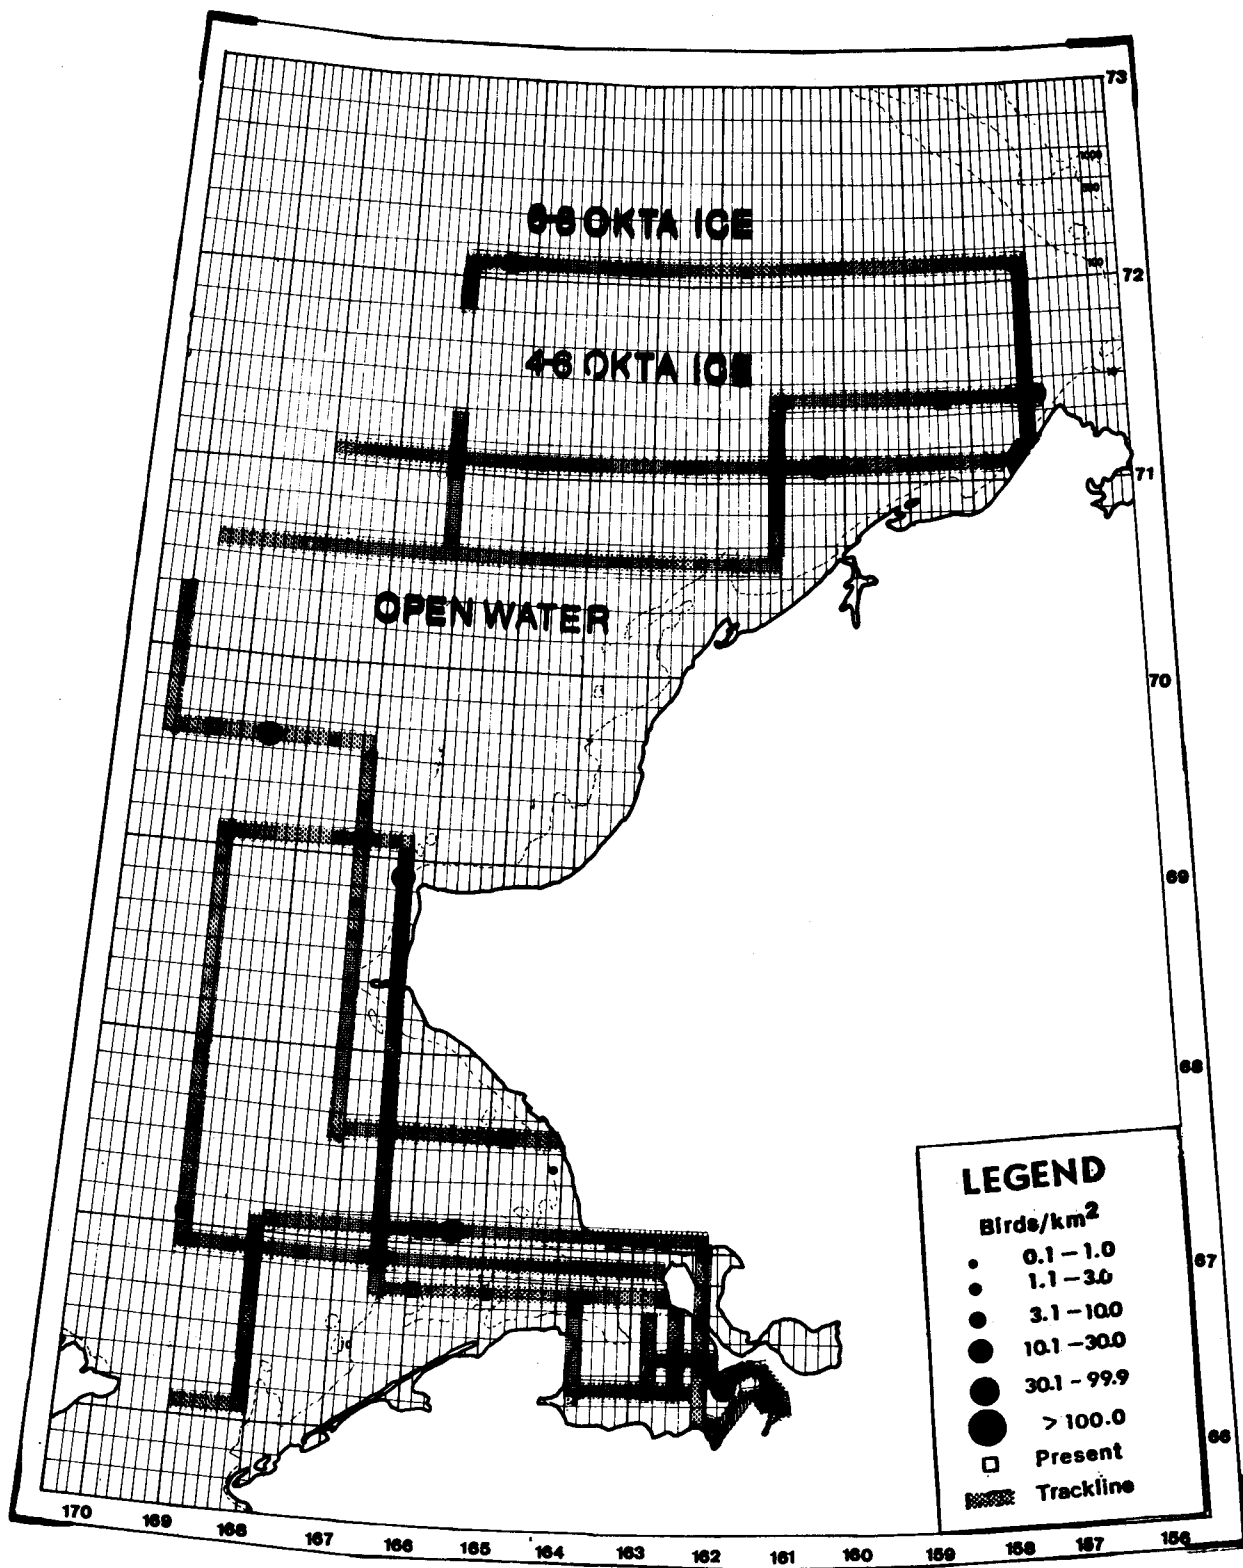 73
1000
72
6-8 OKTA ICE
4-6 OKTA ICE
71
OPEN WATER
70
69
68
67
66
LEGEND
Birds/km2
0.1 – 1.0
1.1 – 3.0
3.1 – 10.0
10.1 – 30.0
30.1 – 99.9
> 100.0
Present
Trackline
170 169 168 167 166 165 164 163 162 161 160 159 158 157 156